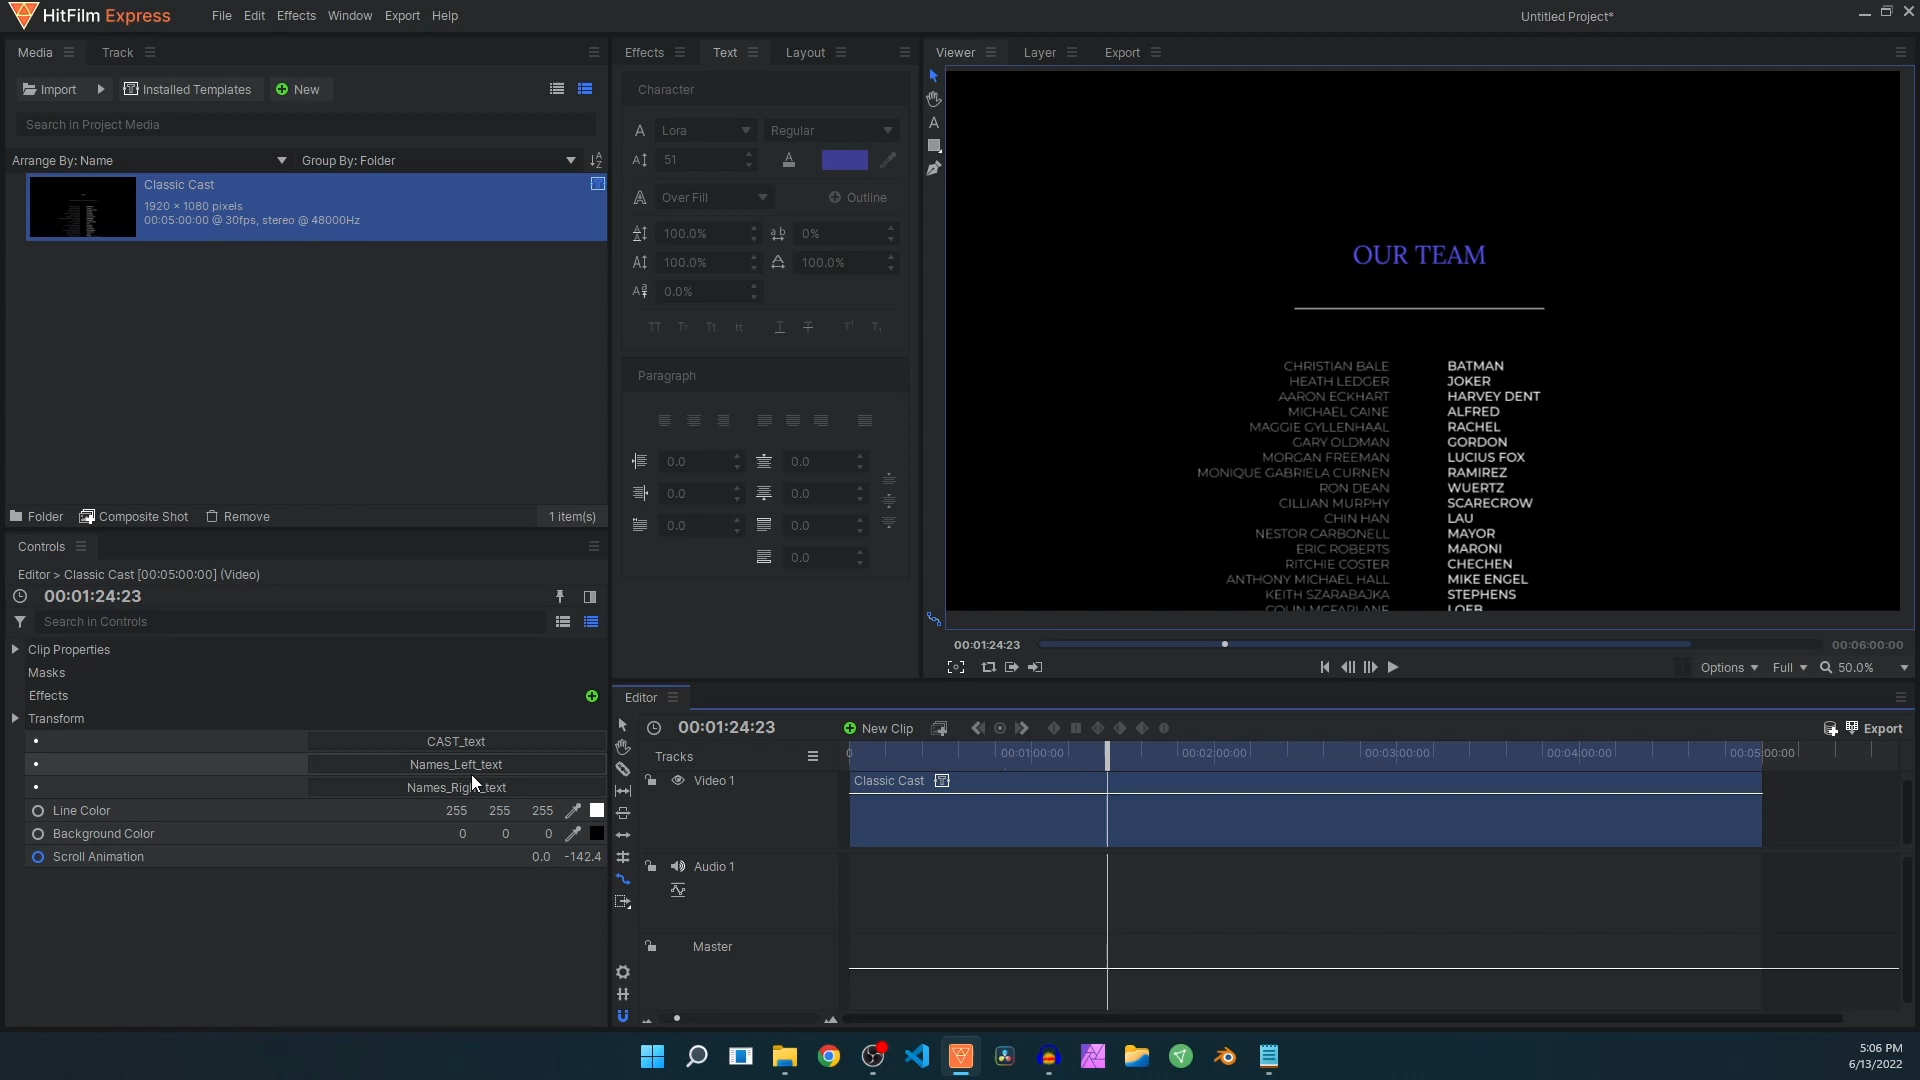 HitFilm Express
File Edit Effects Window Export Help
Untitled Project*
Media Track
Import Installed Templates New
Search in Project Media
Arrange By: Name Group By: Folder
Classic Cast
1920 × 1080 pixels
00:05:00:00 @ 30fps, stereo @ 48000Hz
Folder Composite Shot Remove 1 item(s)
Controls
Editor > Classic Cast [00:05:00:00] (Video)
00:01:24:23
Search in Controls
Clip Properties
Masks
Effects
Transform
CAST_text
Names_Left_text
Line Color 255 255 255
Background Color 0 0 0
Scroll Animation 0.0 -142.4
Effects Text Layout
Character
Lora Regular
51
Over Fill Outline
100.0% 0%
100.0% 100.0%
0.0%
Paragraph
0.0 0.0
0.0 0.0
0.0 0.0
0.0
Viewer Layer Export
OUR TEAM
CHRISTIAN BALE BATMAN
HEATH LEDGER JOKER
AARON ECKHART HARVEY DENT
MICHAEL CAINE ALFRED
MAGGIE GYLLENHAAL RACHEL
GARY OLDMAN GORDON
MORGAN FREEMAN LUCIUS FOX
MONIQUE GABRIELA CURNEN RAMIREZ
RON DEAN WUERTZ
CILLIAN MURPHY SCARECROW
CHIN HAN LAU
NESTOR CARBONELL MAYOR
ERIC ROBERTS MARONI
RITCHIE COSTER CHECHEN
ANTHONY MICHAEL HALL MIKE ENGEL
KEITH SZARABAJKA STEPHENS
COLIN MCFARLANE LOEB
00:01:24:23 00:06:00:00
Options Full 50.0%
Editor
00:01:24:23 New Clip Export
Tracks 0 00:01:00:00 00:02:00:00 00:03:00:00 00:04:00:00 00:05:00:00
Video 1 Classic Cast
Audio 1
Master
5:06 PM
6/13/2022